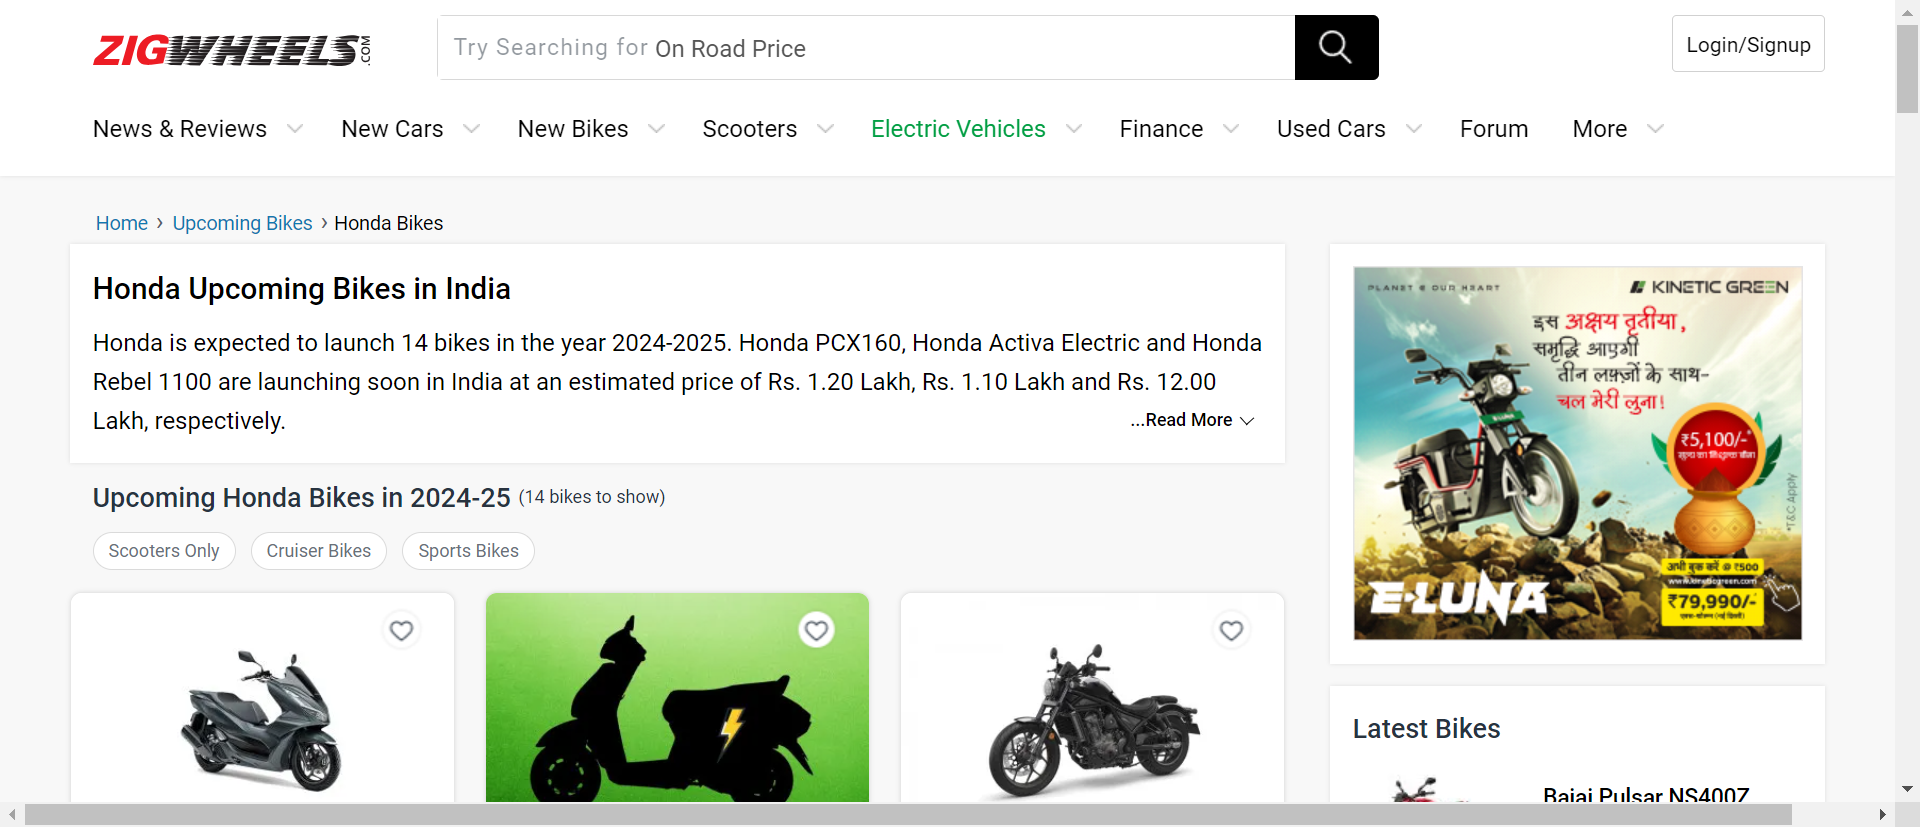 ZIGWHEELS.COM
Try Searching for On Road Price
Login/Signup
News & Reviews
New Cars
New Bikes
Scooters
Electric Vehicles
Finance
Used Cars
Forum
More
Home › Upcoming Bikes › Honda Bikes
Honda Upcoming Bikes in India
Honda is expected to launch 14 bikes in the year 2024-2025. Honda PCX160, Honda Activa Electric and Honda
Rebel 1100 are launching soon in India at an estimated price of Rs. 1.20 Lakh, Rs. 1.10 Lakh and Rs. 12.00
Lakh, respectively.
...Read More
Upcoming Honda Bikes in 2024-25 (14 bikes to show)
Scooters Only
Cruiser Bikes
Sports Bikes
PLANET & OUR HEART
KINETIC GREEN
इस अक्षय तृतीया,
समृद्धि आएगी
तीन लफ़्ज़ों के साथ-
चल मेरी लुना!
₹5,100/-*
*T&C Apply
E-LUNA
अभी बुक करें @ ₹500
www.kineticgreen.com
₹79,990/-
Latest Bikes
Bajaj Pulsar NS400Z